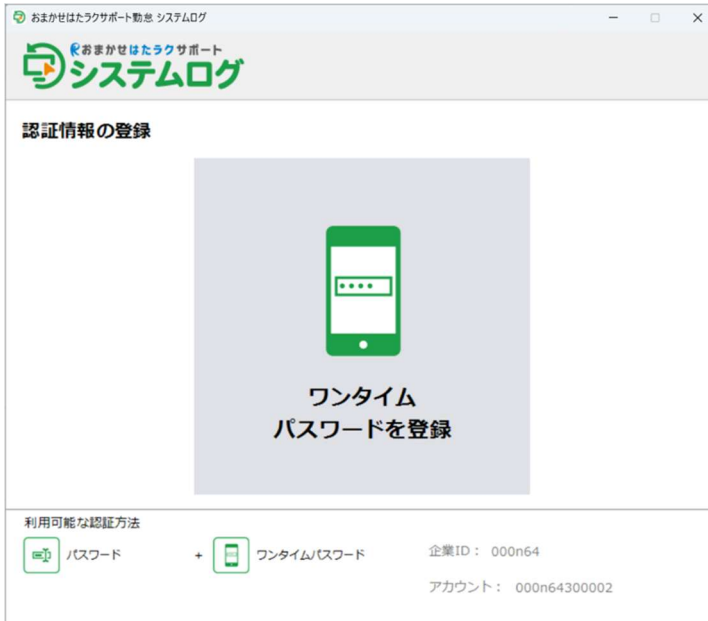 おまかせはたラクサポート勤怠 システムログ
おまかせはたラクサポート
システムログ
認証情報の登録
ワンタイム
パスワードを登録
利用可能な認証方法
パスワード + ワンタイムパスワード
企業ID： 000n64
アカウント： 000n64300002